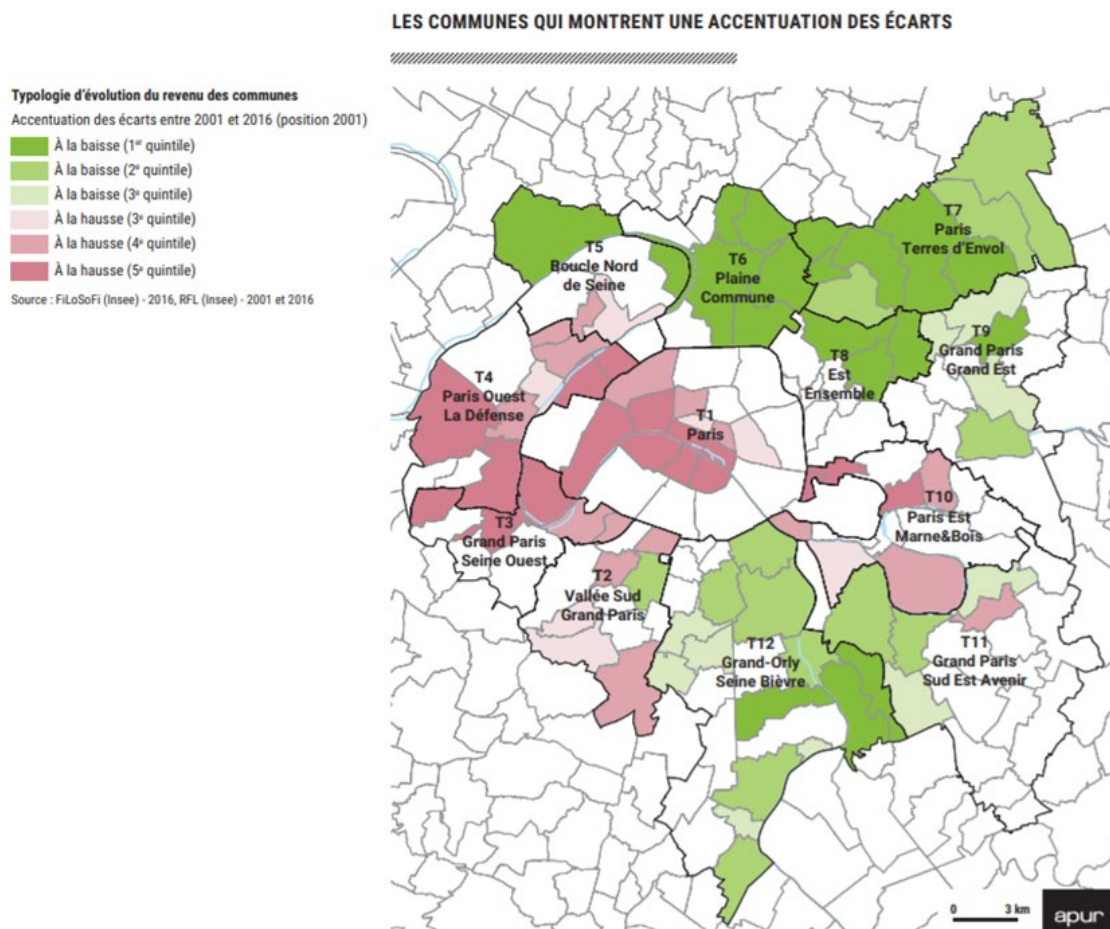 LES COMMUNES QUI MONTRENT UNE ACCENTUATION DES ÉCARTS
Typologie d'évolution du revenu des communes
Accentuation des écarts entre 2001 et 2016 (position 2001)
À la baisse (1er quintile)
À la baisse (2e quintile)
À la baisse (3e quintile)
À la hausse (3e quintile)
À la hausse (4e quintile)
À la hausse (5e quintile)
Source : FiLoSoFi (Insee) - 2016, RFL (Insee) - 2001 et 2016
T7
Paris
Terres d'Envol
T5
Boucle Nord
de Seine
T6
Plaine
Commune
T9
Grand Paris
Grand Est
T8
Est
Ensemble
T4
Paris Ouest
La Défense
T1
Paris
T10
Paris Est
Marne&Bois
T3
Grand Paris
Seine Ouest
T2
Vallée Sud
Grand Paris
T12
Grand-Orly
Seine Bièvre
T11
Grand Paris
Sud Est Avenir
0 3 km
apur